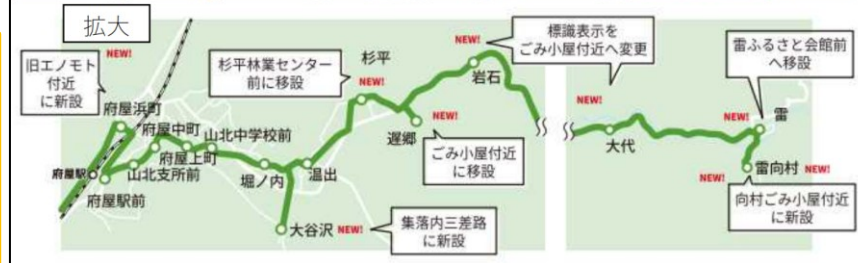 拡大
NEW!
旧エノモト
付近
に新設
府屋浜町
府屋中町
山北中学校前
府屋上町
府屋駅
山北支所前
府屋駅前
堀ノ内
温出
大谷沢 NEW!
集落内三差路
に新設
杉平林業センター
前に移設
杉平
NEW!
NEW!
岩石
NEW!
遅郷
ごみ小屋付近
に移設
標識表示を
ごみ小屋付近へ変更
NEW!
大代
雷ふるさと会館前
へ移設
NEW!
雷
雷向村 NEW!
NEW!
向村ごみ小屋付近
に新設